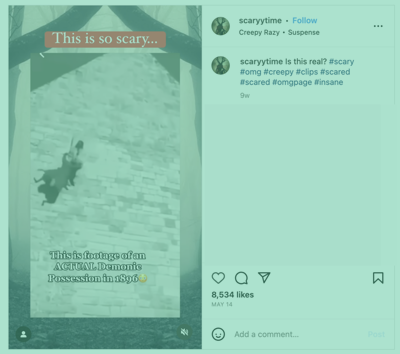 This is so scary...
This is footage of an
ACTUAL Demonic
Possession in 1896
scaryytime • Follow
Creepy Razy • Suspense
scaryytime Is this real? #scary
#omg #creepy #clips #scared
#scared #omgpage #insane
9w
8,534 likes
MAY 14
Add a comment...
Post